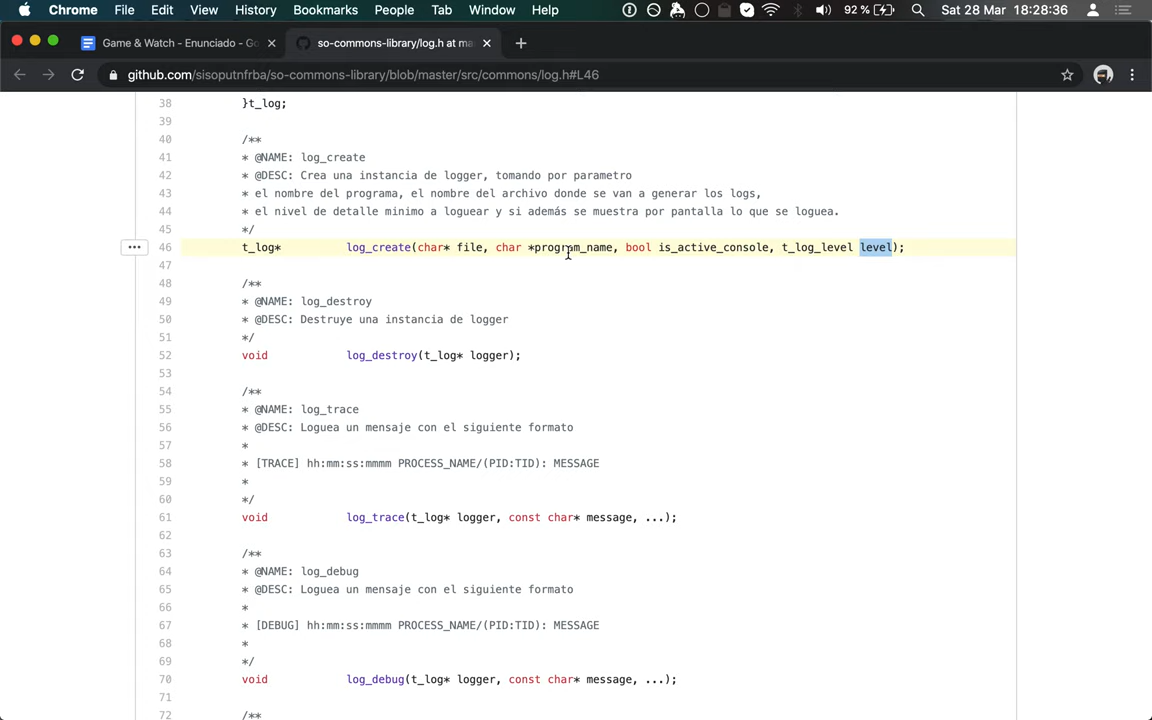 Chrome File Edit View History Bookmarks People Tab Window Help 92 % Sat 28 Mar 18:28:36
Game & Watch - Enunciado - Go
so-commons-library/log.h at ma
github.com/sisoputnfrba/so-commons-library/blob/master/src/commons/log.h#L46
38 }t_log;
39
40 /**
41 * @NAME: log_create
42 * @DESC: Crea una instancia de logger, tomando por parametro
43 * el nombre del programa, el nombre del archivo donde se van a generar los logs,
44 * el nivel de detalle minimo a loguear y si además se muestra por pantalla lo que se loguea.
45 */
46 t_log* log_create(char* file, char *program_name, bool is_active_console, t_log_level level);
47
48 /**
49 * @NAME: log_destroy
50 * @DESC: Destruye una instancia de logger
51 */
52 void log_destroy(t_log* logger);
53
54 /**
55 * @NAME: log_trace
56 * @DESC: Loguea un mensaje con el siguiente formato
57 *
58 * [TRACE] hh:mm:ss:mmmm PROCESS_NAME/(PID:TID): MESSAGE
59 *
60 */
61 void log_trace(t_log* logger, const char* message, ...);
62
63 /**
64 * @NAME: log_debug
65 * @DESC: Loguea un mensaje con el siguiente formato
66 *
67 * [DEBUG] hh:mm:ss:mmmm PROCESS_NAME/(PID:TID): MESSAGE
68 *
69 */
70 void log_debug(t_log* logger, const char* message, ...);
71
72 /**